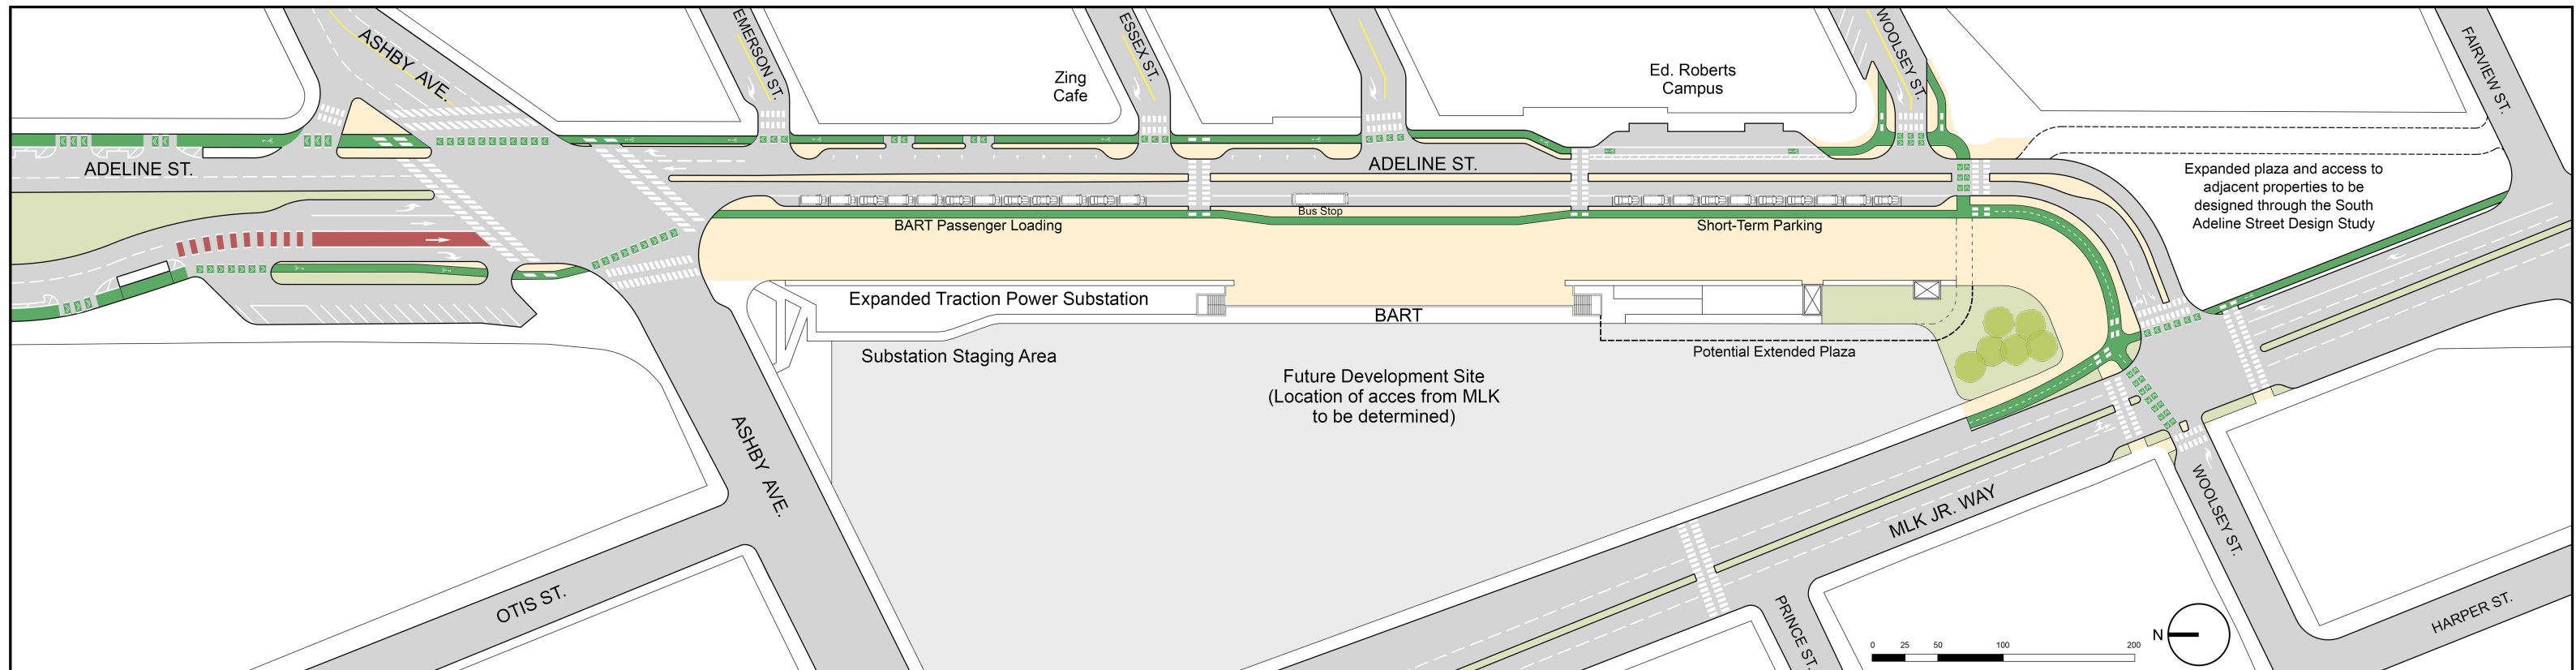 ASHBY AVE.
EMERSON ST.
ESSEX ST.
WOOLSEY ST.
FAIRVIEW ST.
Zing
Cafe
Ed. Roberts
Campus
ADELINE ST.
ADELINE ST.
Expanded plaza and access to
adjacent properties to be
designed through the South
Adeline Street Design Study
BART Passenger Loading
Bus Stop
Short-Term Parking
Expanded Traction Power Substation
BART
Substation Staging Area
Potential Extended Plaza
Future Development Site
(Location of acces from MLK
to be determined)
ASHBY AVE.
MLK JR. WAY
WOOLSEY ST.
OTIS ST.
PRINCE ST.
HARPER ST.
N
0 25 50 100 200